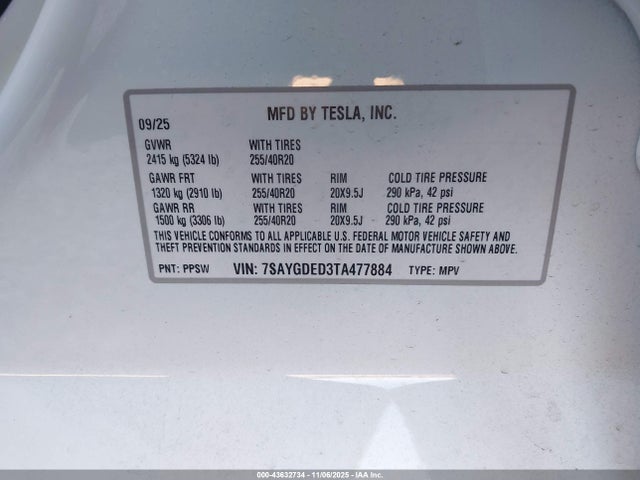 MFD BY TESLA, INC.
09/25
GVWR WITH TIRES
2415 kg (5324 lb) 255/40R20
GAWR FRT WITH TIRES RIM COLD TIRE PRESSURE
1320 kg (2910 lb) 255/40R20 20X9.5J 290 kPa, 42 psi
GAWR RR WITH TIRES RIM COLD TIRE PRESSURE
1500 kg (3306 lb) 255/40R20 20X9.5J 290 kPa, 42 psi
THIS VEHICLE CONFORMS TO ALL APPLICABLE U.S. FEDERAL MOTOR VEHICLE SAFETY AND
THEFT PREVENTION STANDARDS IN EFFECT ON THE DATE OF MANUFACTURE SHOWN ABOVE.
PNT: PPSW VIN: 7SAYGDED3TA477884 TYPE: MPV
000-43632734 - 11/06/2025 - IAA Inc.